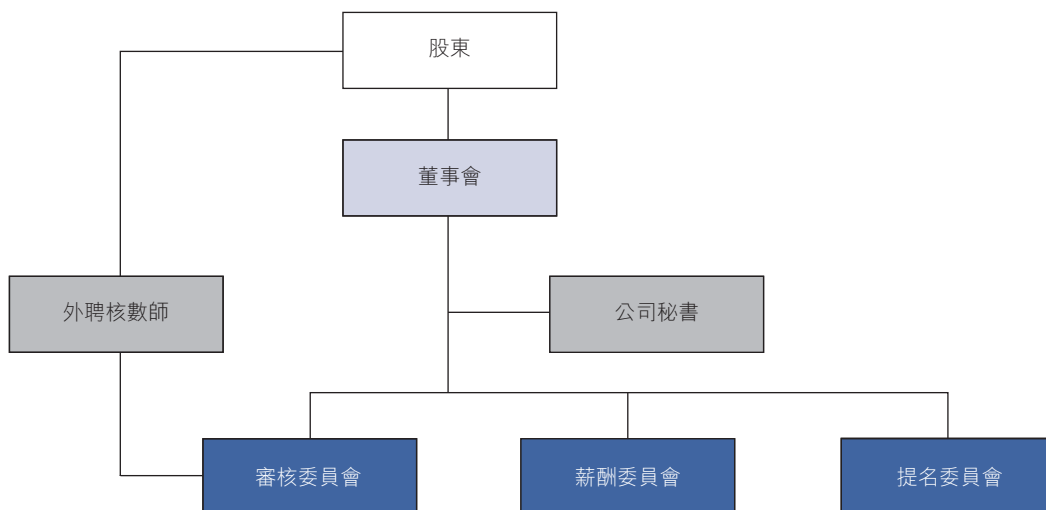 股東
董事會
外聘核數師
公司秘書
審核委員會
薪酬委員會
提名委員會